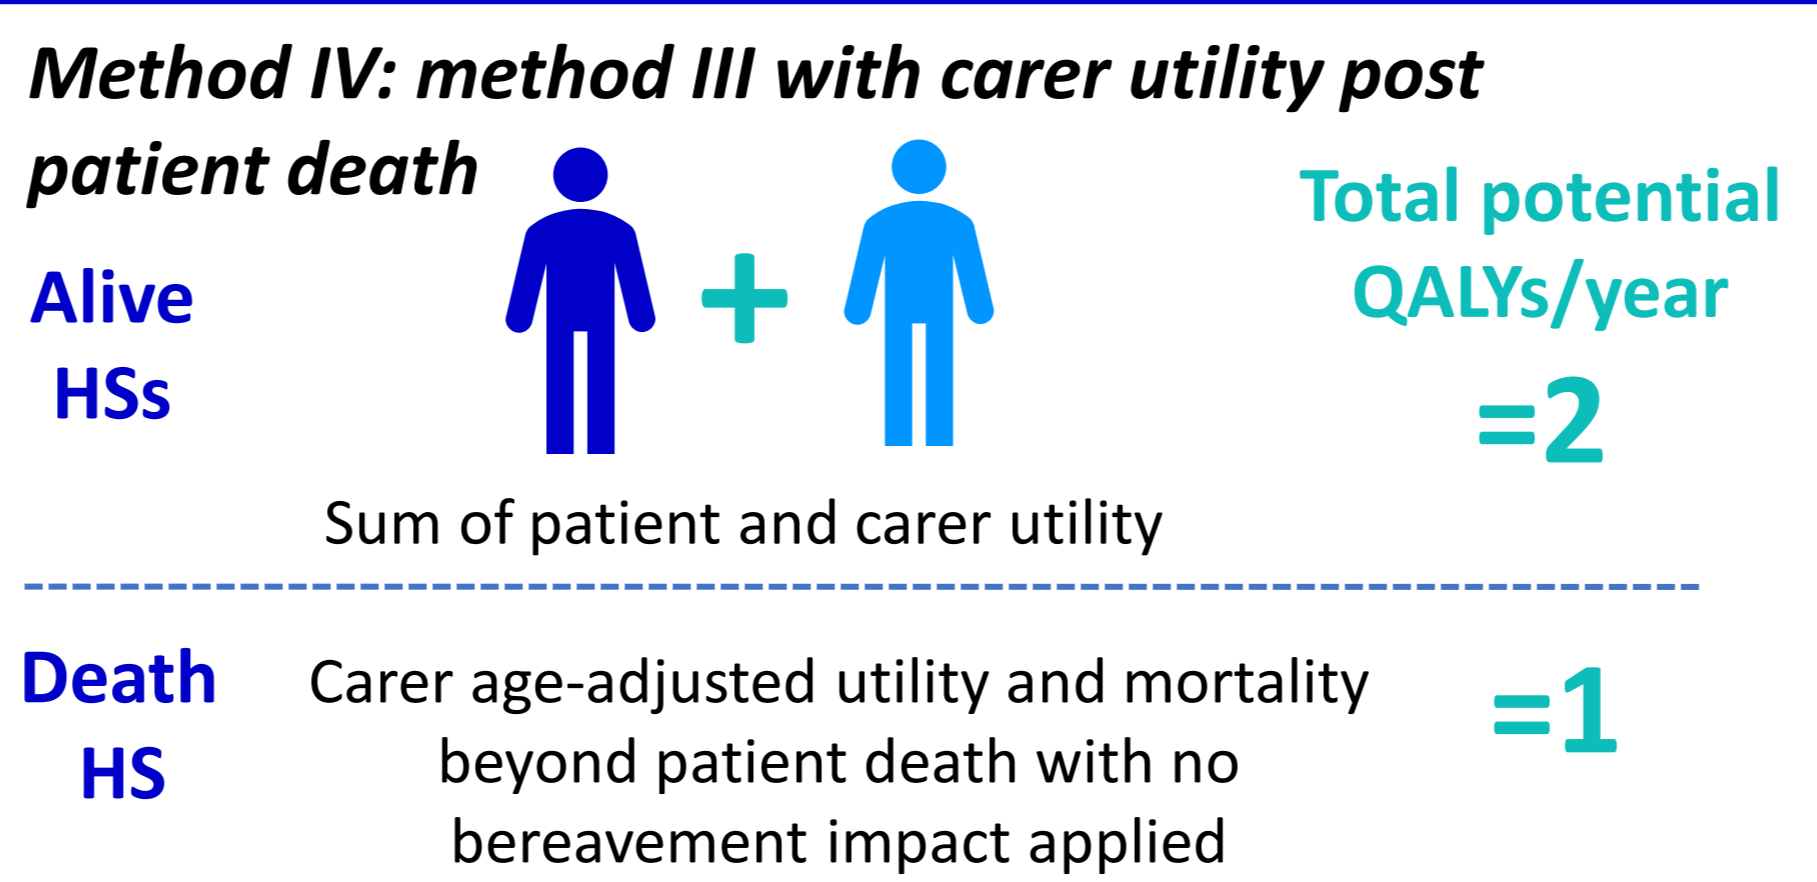 Method IV: method III with carer utility post
patient death
Total potential
QALYs/year
Alive
HSs
+
=2
Sum of patient and carer utility
Death
HS
Carer age-adjusted utility and mortality
beyond patient death with no
bereavement impact applied
=1